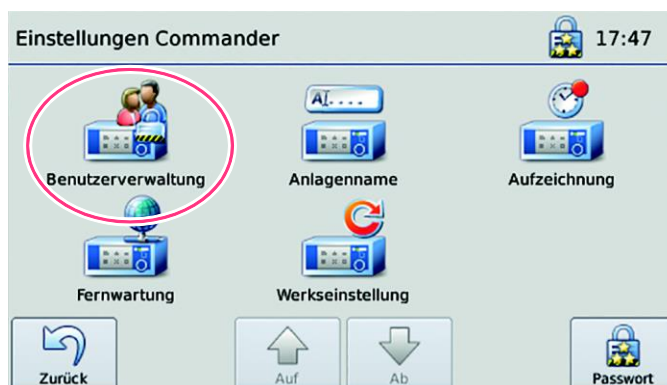 Einstellungen Commander 17:47
AI....
Benutzerverwaltung Anlagenname Aufzeichnung
Fernwartung Werkseinstellung
Zurück Auf Ab Passwort